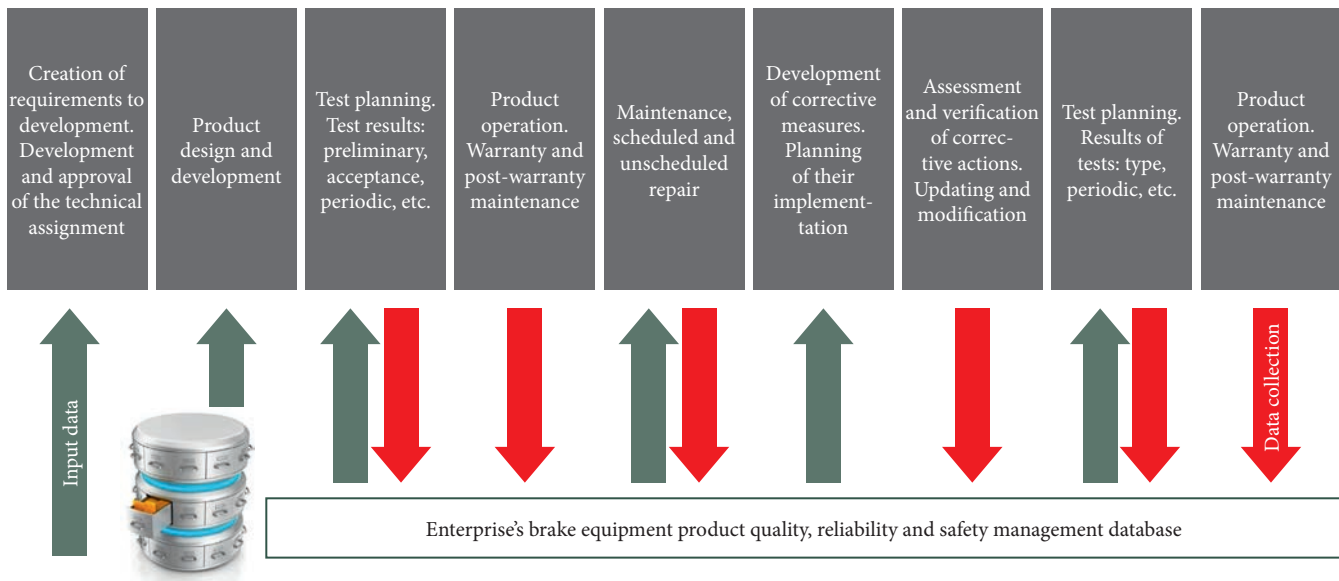 Creation of
requirements to
development.
Development
and approval
of the technical
assignment
Product
design and
development
Test planning.
Test results:
preliminary,
acceptance,
periodic, etc.
Product
operation.
Warranty and
post-warranty
maintenance
Maintenance,
scheduled and
unscheduled
repair
Development
of corrective
measures.
Planning
of their
implement-
tation
Assessment
and verification
of correc-
tive actions.
Updating and
modification
Test planning.
Results of
tests: type,
periodic, etc.
Product
operation.
Warranty and
post-warranty
maintenance
Input data
Data collection
Enterprise's brake equipment product quality, reliability and safety management database